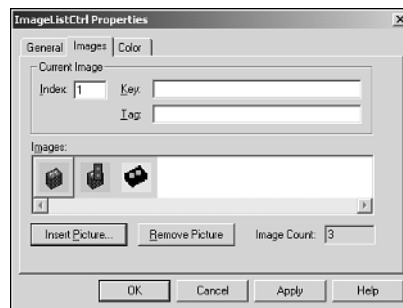 ImageListCtrl Properties
General Images Color
Current Image
Index: 1 Key:
Tag:
Images:
Insert Picture... Remove Picture Image Count: 3
OK Cancel Apply Help